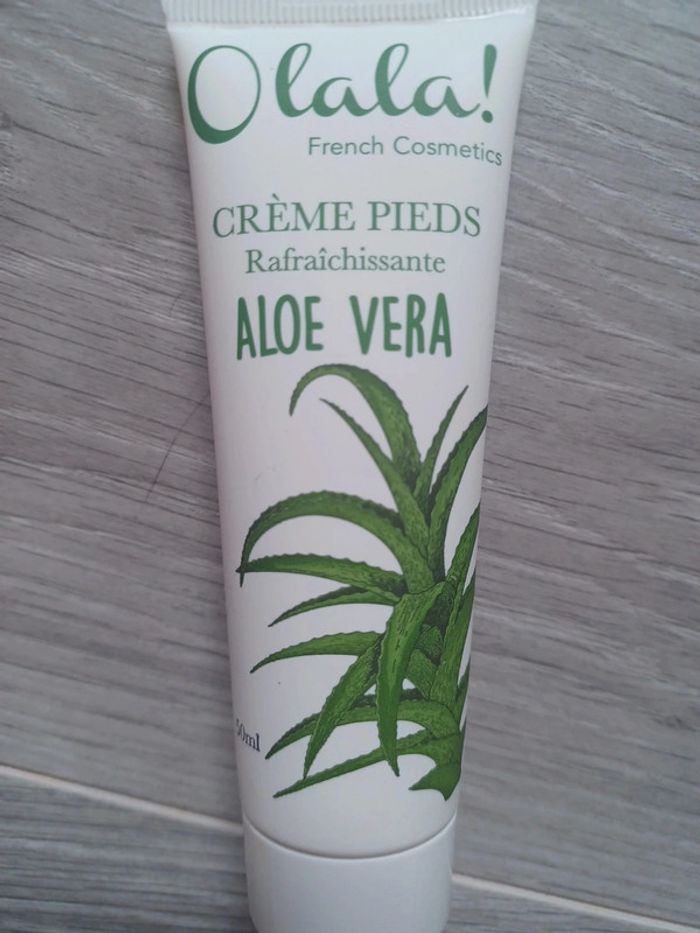 Olala!
French Cosmetics
CRÈME PIEDS
Rafraîchissante
ALOE VERA
50ml